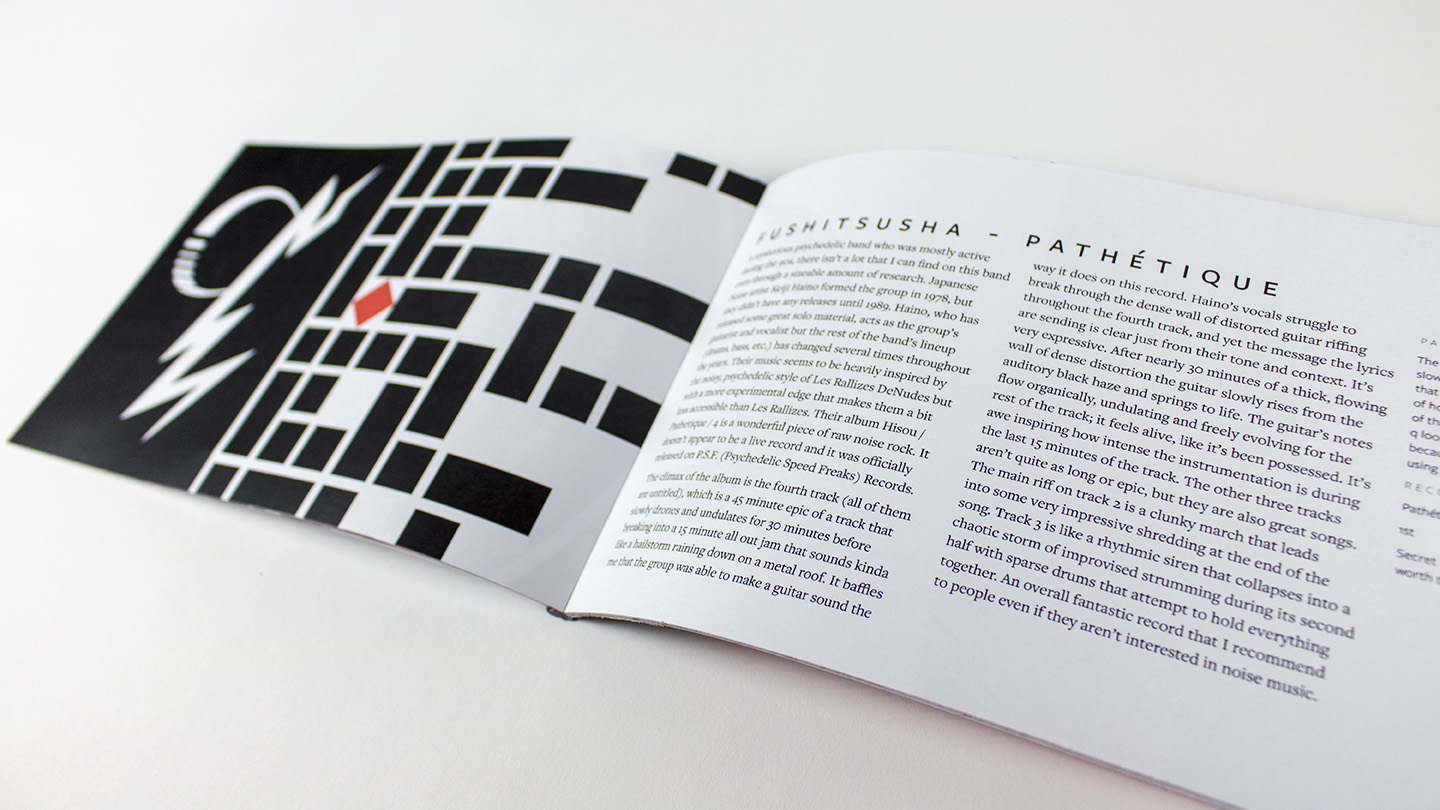 FUSHITSUSHA – PATHÉTIQUE
A mysterious psychedelic band who was mostly active
during the 90s, there isn't a lot that I can find on this band
even through a sizeable amount of research. Japanese
Noise artist Keiji Haino formed the group in 1978, but
they didn't have any releases until 1989. Haino, who has
released some great solo material, acts as the group's
guitarist and vocalist but the rest of the band's lineup
(drums, bass, etc.) has changed several times throughout
the years. Their music seems to be heavily inspired by
the noisy, psychedelic style of Les Rallizes DeNudes but
with a more experimental edge that makes them a bit
less accessible than Les Rallizes. Their album Hisou /
Pathetique / 4 is a wonderful piece of raw noise rock. It
doesn't appear to be a live record and it was officially
released on P.S.F. (Psychedelic Speed Freaks) Records.
The climax of the album is the fourth track (all of them
are untitled), which is a 45 minute epic of a track that
slowly drones and undulates for 30 minutes before
breaking into a 15 minute all out jam that sounds kinda
like a hailstorm raining down on a metal roof. It baffles
me that the group was able to make a guitar sound the
way it does on this record. Haino's vocals struggle to
break through the dense wall of distorted guitar riffing
throughout the fourth track, and yet the message the lyrics
are sending is clear just from their tone and context. It's
very expressive. After nearly 30 minutes of a thick, flowing
wall of dense distortion the guitar slowly rises from the
auditory black haze and springs to life. The guitar's notes
flow organically, undulating and freely evolving for the
rest of the track; it feels alive, like it's been possessed. It's
awe inspiring how intense the instrumentation is during
the last 15 minutes of the track. The other three tracks
aren't quite as long or epic, but they are also great songs.
The main riff on track 2 is a clunky march that leads
into some very impressive shredding at the end of the
song. Track 3 is like a rhythmic siren that collapses into a
chaotic storm of improvised strumming during its second
half with sparse drums that attempt to hold everything
together. An overall fantastic record that I recommend
to people even if they aren't interested in noise music.
PA
The
slow
that
of ho
of th
q loo
becau
using
RECO
Pathét
1st
Secret
worth t